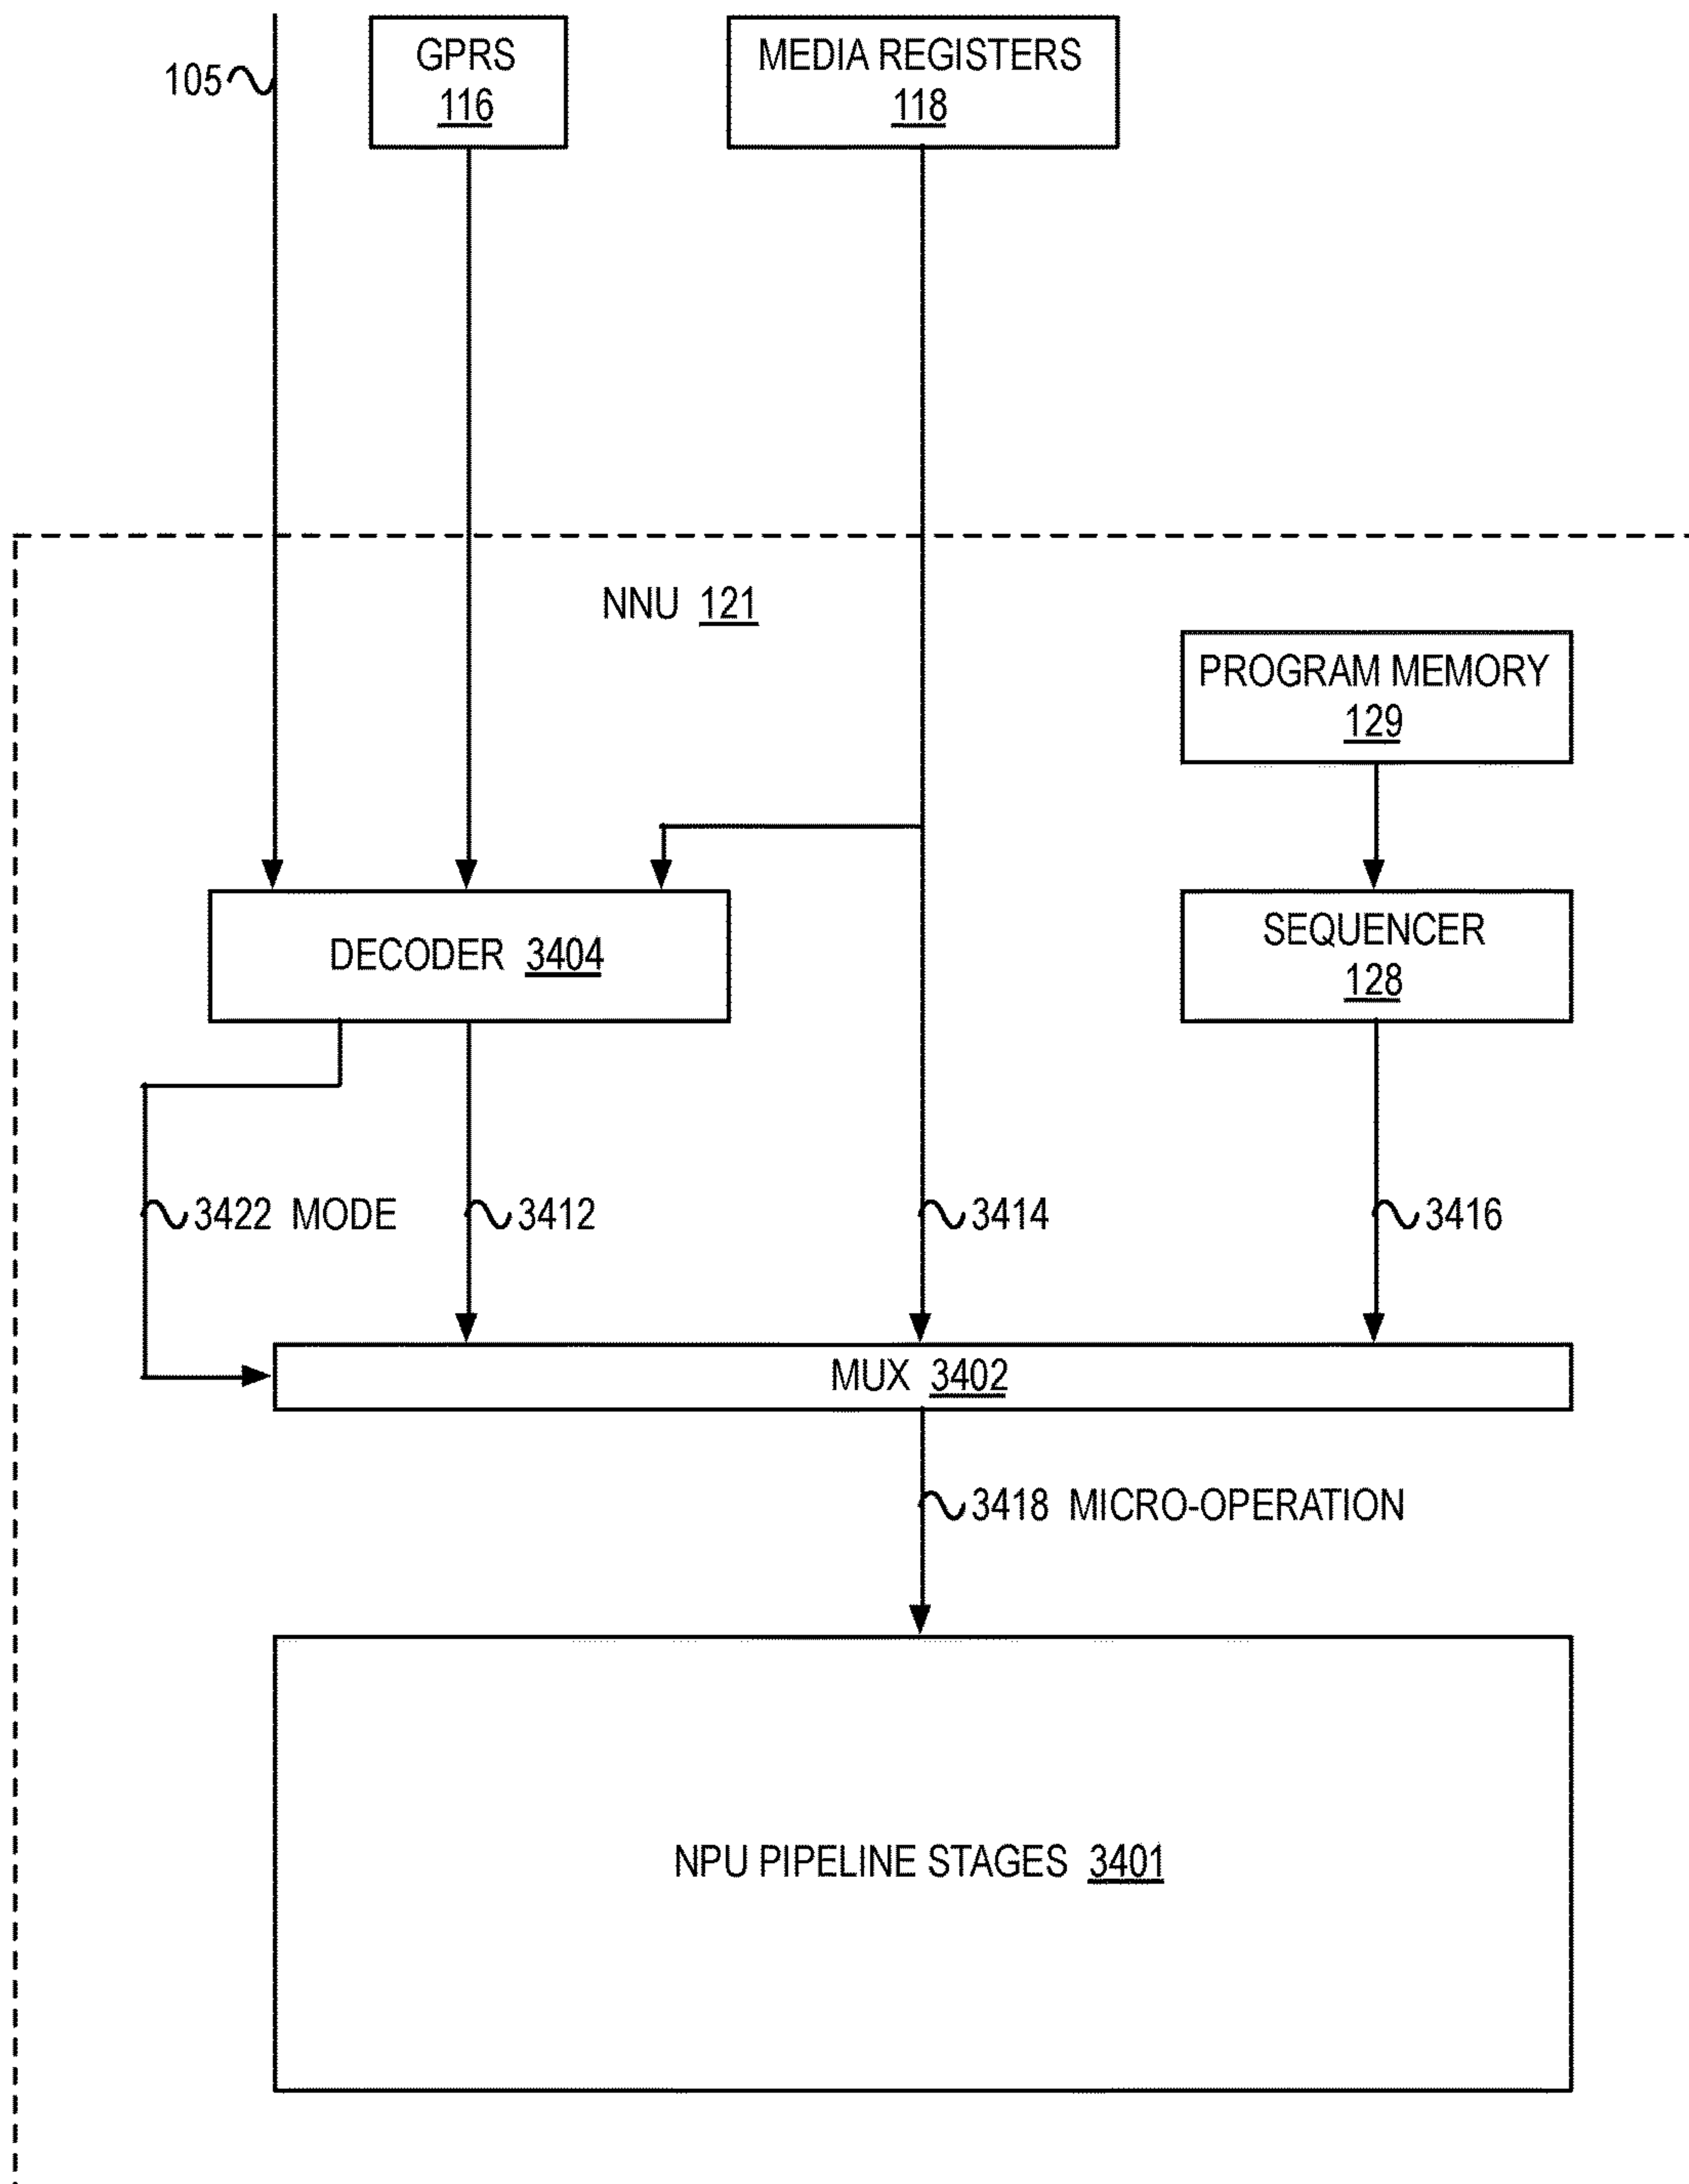 105
GPRS
116
MEDIA REGISTERS
118
NNU 121
PROGRAM MEMORY
129
DECODER 3404
SEQUENCER
128
3422 MODE
3412
3414
3416
MUX 3402
3418 MICRO-OPERATION
NPU PIPELINE STAGES 3401